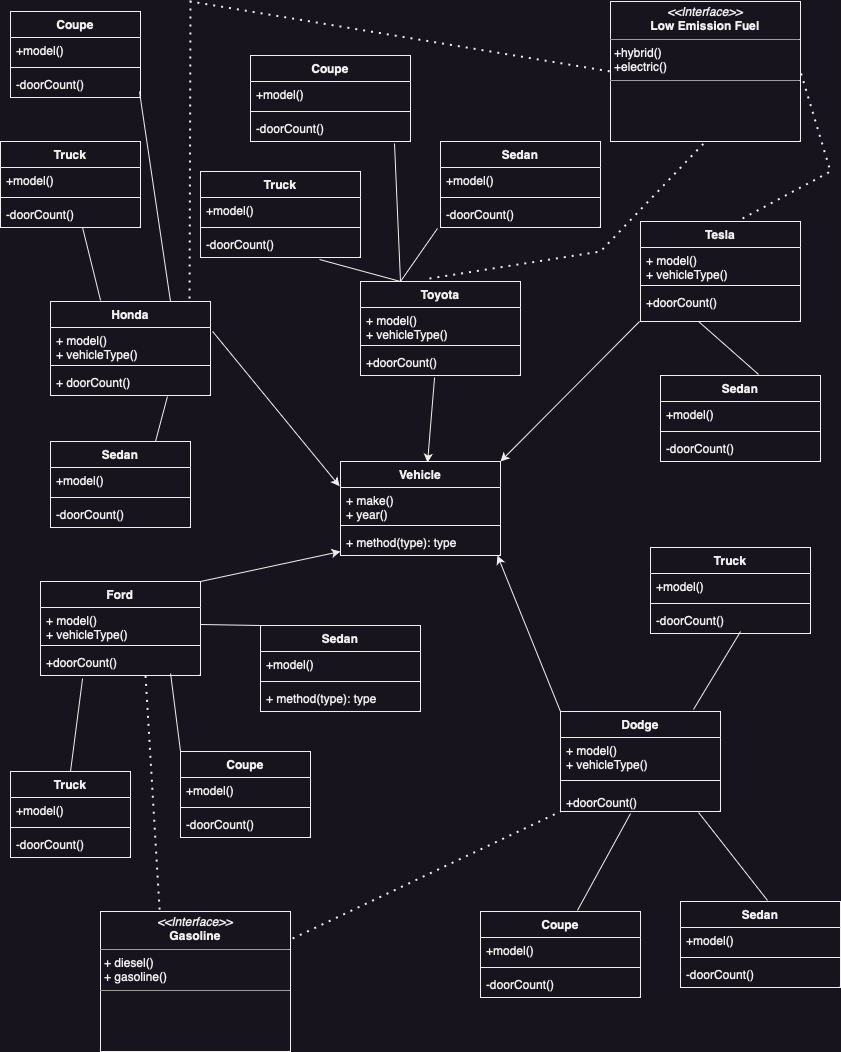 Coupe
+model()
-doorCount()
<<Interface>>
Low Emission Fuel
+hybrid()
+electric()
Coupe
+model()
-doorCount()
Truck
+model()
-doorCount()
Sedan
+model()
-doorCount()
Truck
+model()
-doorCount()
Tesla
+ model()
+ vehicleType()
+doorCount()
Toyota
+ model()
+ vehicleType()
+doorCount()
Honda
+ model()
+ vehicleType()
+ doorCount()
Sedan
+model()
-doorCount()
Sedan
+model()
-doorCount()
Vehicle
+ make()
+ year()
+ method(type): type
Truck
+model()
-doorCount()
Ford
+ model()
+ vehicleType()
+doorCount()
Sedan
+model()
+ method(type): type
Dodge
+ model()
+ vehicleType()
+doorCount()
Truck
+model()
-doorCount()
Coupe
+model()
-doorCount()
<<Interface>>
Gasoline
+ diesel()
+ gasoline()
Coupe
+model()
-doorCount()
Sedan
+model()
-doorCount()